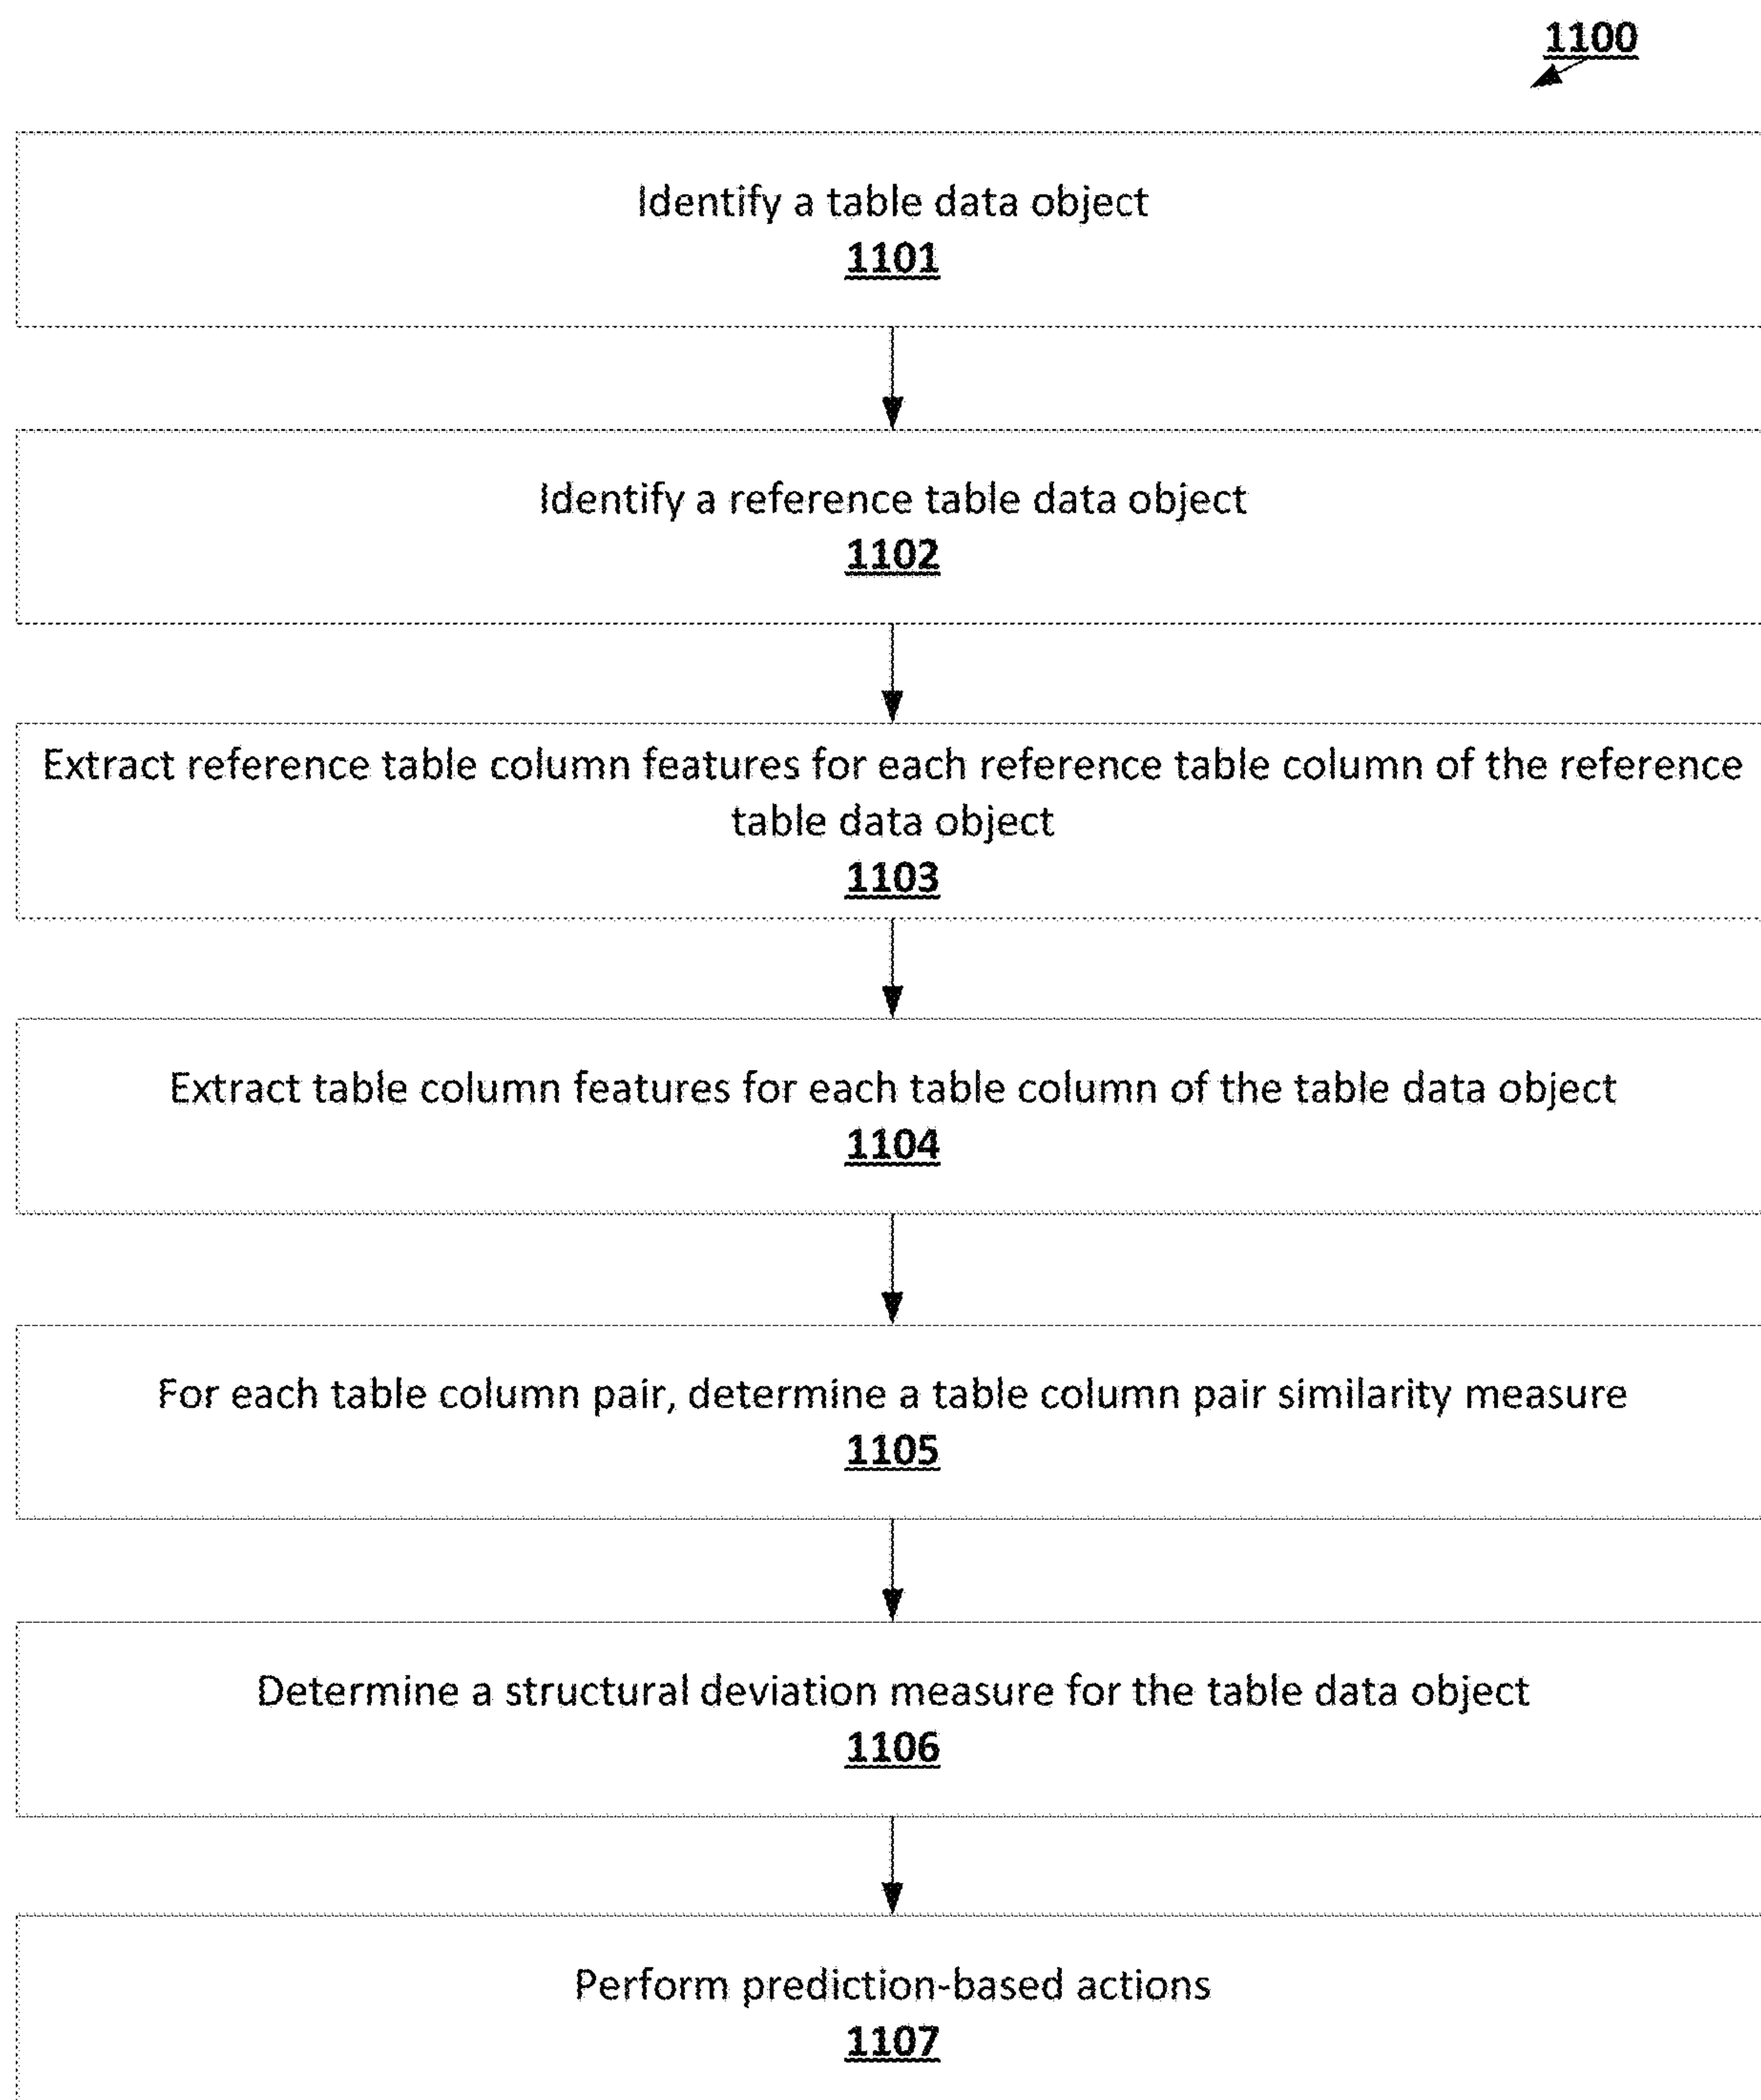 1100
Identify a table data object
1101
Identify a reference table data object
1102
Extract reference table column features for each reference table column of the reference
table data object
1103
Extract table column features for each table column of the table data object
1104
For each table column pair, determine a table column pair similarity measure
1105
Determine a structural deviation measure for the table data object
1106
Perform prediction-based actions
1107